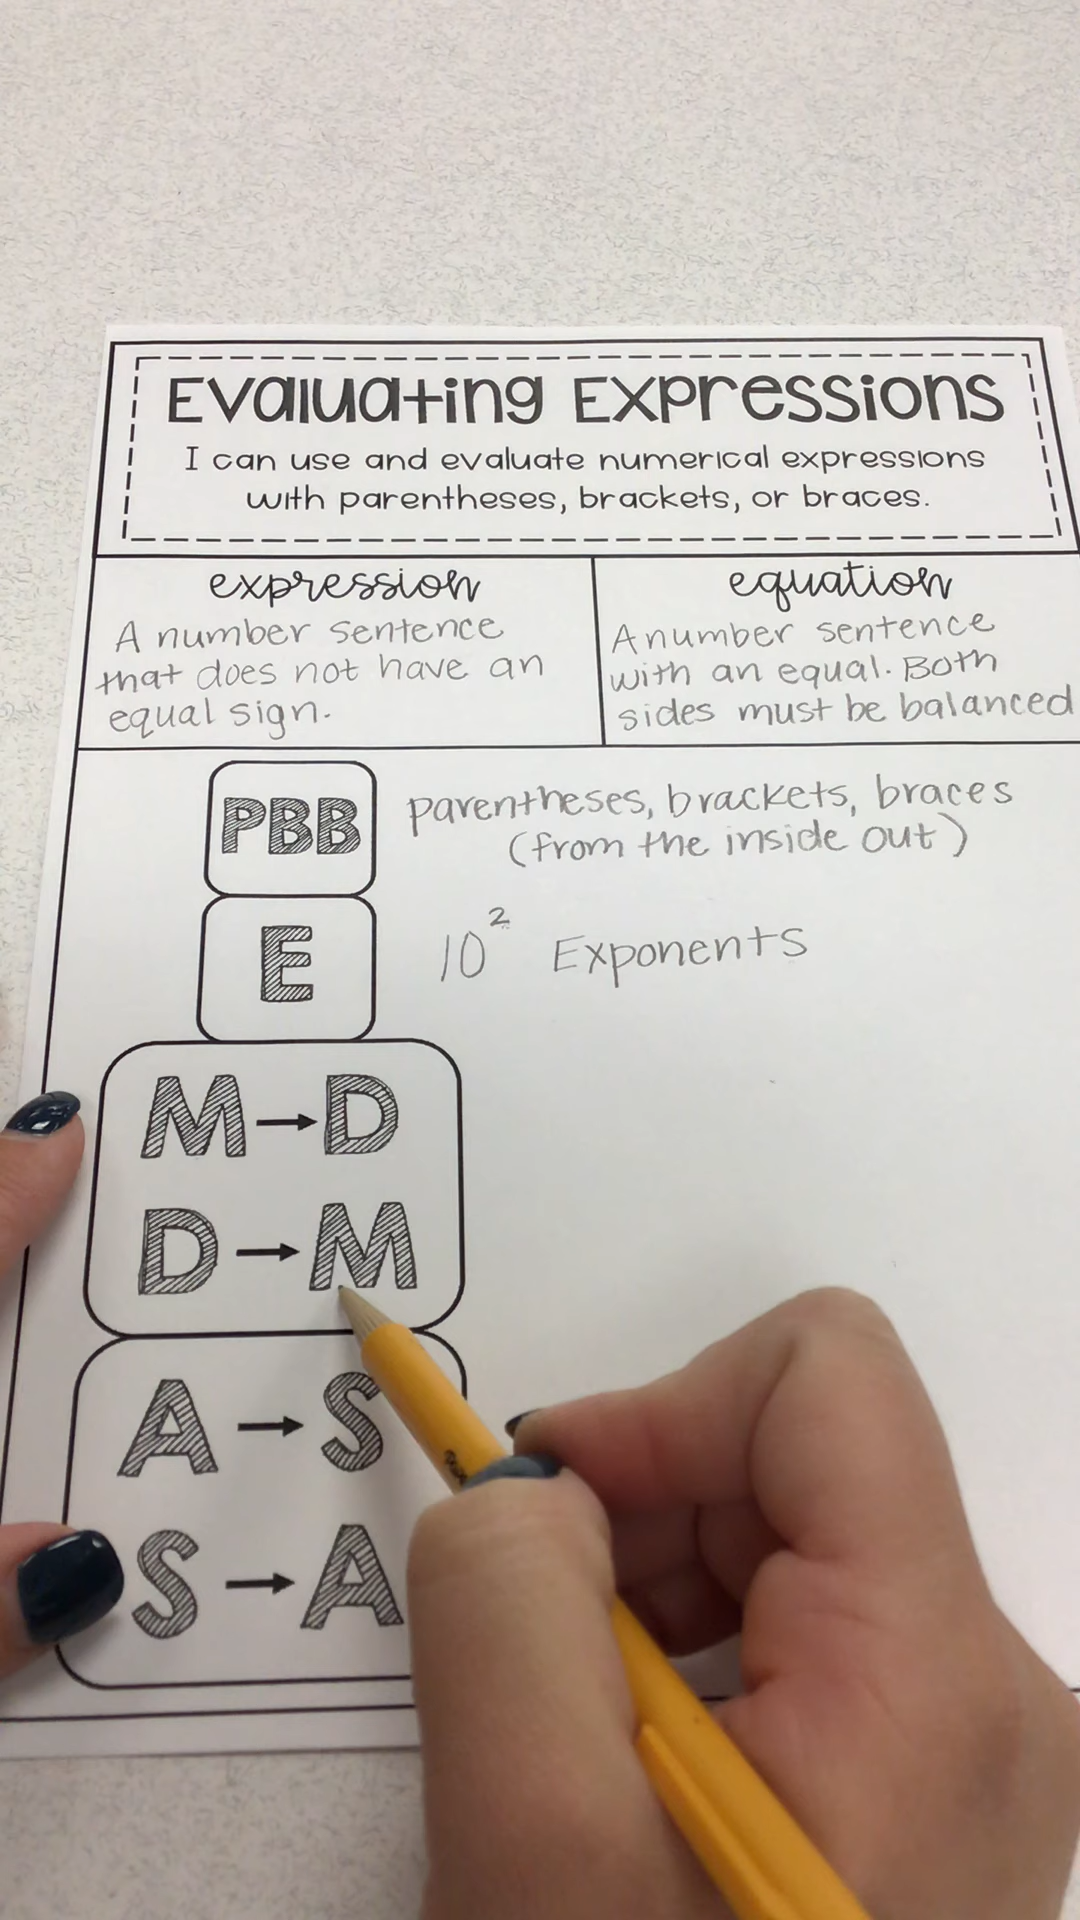 Evaluating Expressions
I can use and evaluate numerical expressions
with parentheses, brackets, or braces.
expression
A number sentence
that does not have an
equal sign.
equation
A number sentence
with an equal. Both
sides must be balanced
PBB
parentheses, brackets, braces
(from the inside out)
E
10² Exponents
M→D
D→M
A→S
S→A